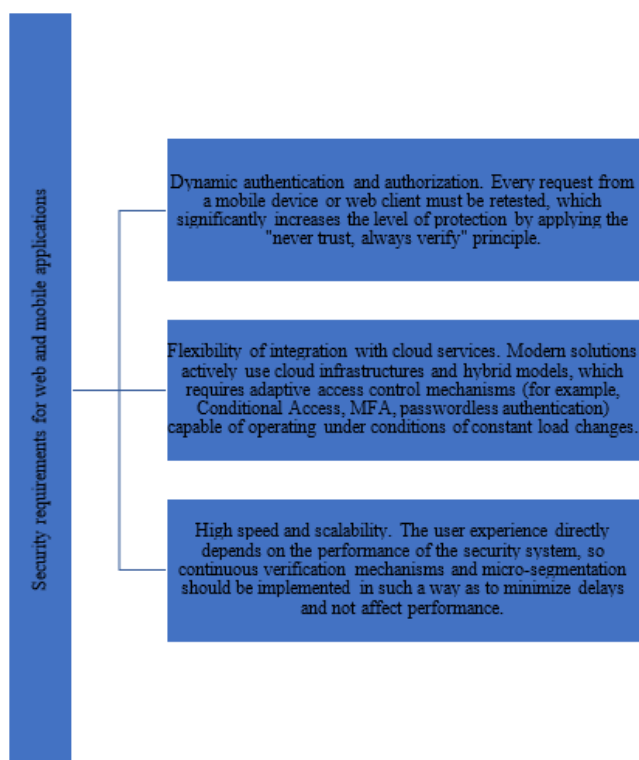 Security requirements for web and mobile applications
Dynamic authentication and authorization. Every request from
a mobile device or web client must be retested, which
significantly increases the level of protection by applying the
"never trust, always verify" principle.
Flexibility of integration with cloud services. Modern solutions
actively use cloud infrastructures and hybrid models, which
requires adaptive access control mechanisms (for example,
Conditional Access, MFA, passwordless authentication)
capable of operating under conditions of constant load changes.
High speed and scalability. The user experience directly
depends on the performance of the security system, so
continuous verification mechanisms and micro-segmentation
should be implemented in such a way as to minimize delays
and not affect performance.